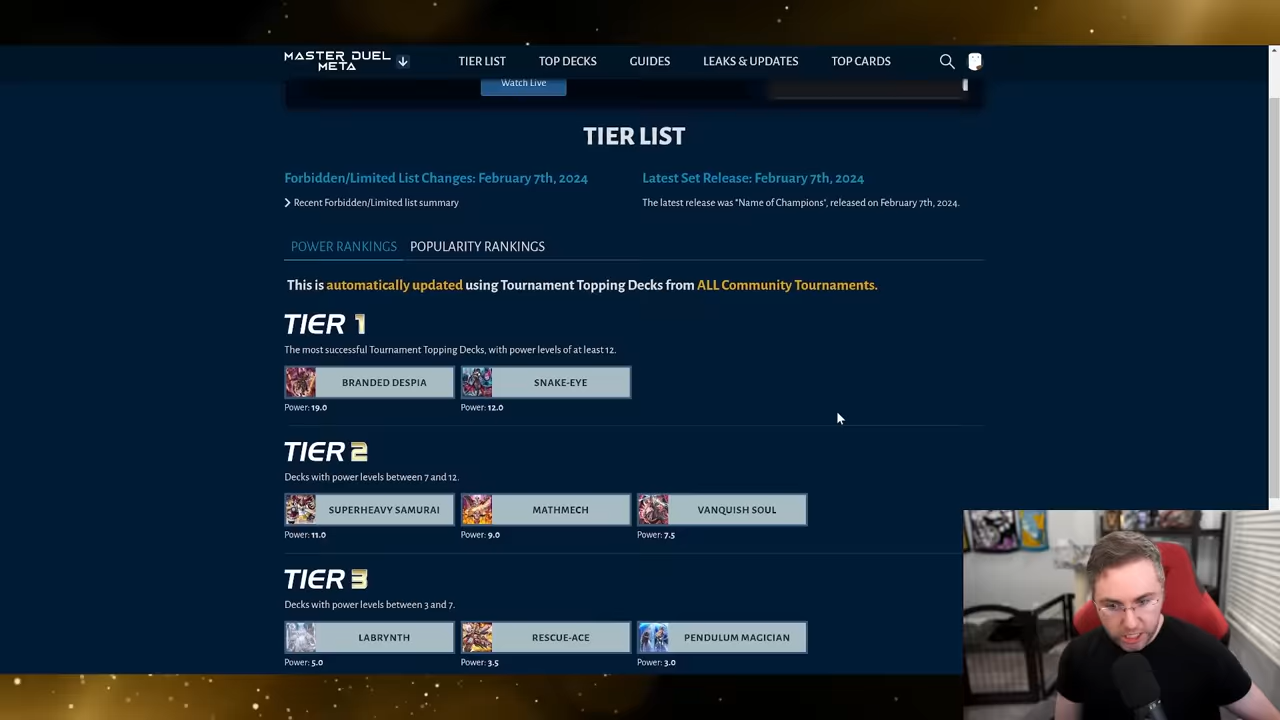 MASTER DUEL
META
TIER LIST
TOP DECKS
GUIDES
LEAKS & UPDATES
TOP CARDS
Watch Live
TIER LIST
Forbidden/Limited List Changes: February 7th, 2024
Latest Set Release: February 7th, 2024
Recent Forbidden/Limited list summary
The latest release was "Name of Champions", released on February 7th, 2024.
POWER RANKINGS
POPULARITY RANKINGS
This is automatically updated using Tournament Topping Decks from ALL Community Tournaments.
TIER 1
The most successful Tournament Topping Decks, with power levels of at least 12.
BRANDED DESPIA
SNAKE-EYE
Power: 19.0
Power: 12.0
TIER 2
Decks with power levels between 7 and 12.
SUPERHEAVY SAMURAI
MATHMECH
VANQUISH SOUL
Power: 11.0
Power: 9.0
Power: 7.5
TIER 3
Decks with power levels between 3 and 7.
LABRYNTH
RESCUE-ACE
PENDULUM MAGICIAN
Power: 5.0
Power: 3.5
Power: 3.0